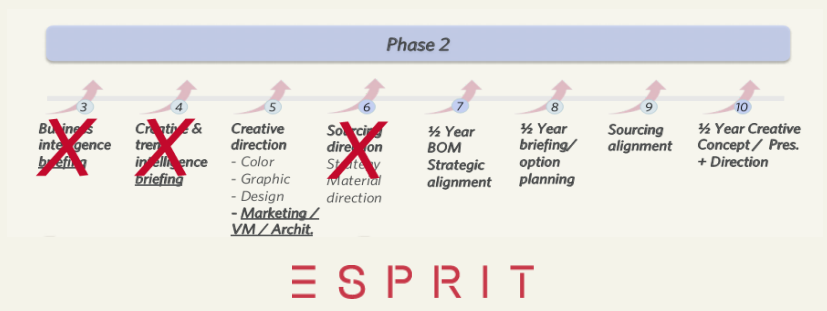 Phase 2
3
4
5
6
7
8
9
10
Business
intelligence
briefing
Creative &
trend
intelligence
briefing
Creative
direction
- Color
- Graphic
- Design
- Marketing /
VM / Archit.
Sourcing
direction
Strategy
Material
direction
½ Year
BOM
Strategic
alignment
½ Year
briefing/
option
planning
Sourcing
alignment
½ Year Creative
Concept / Pres.
+ Direction
ESPRIT